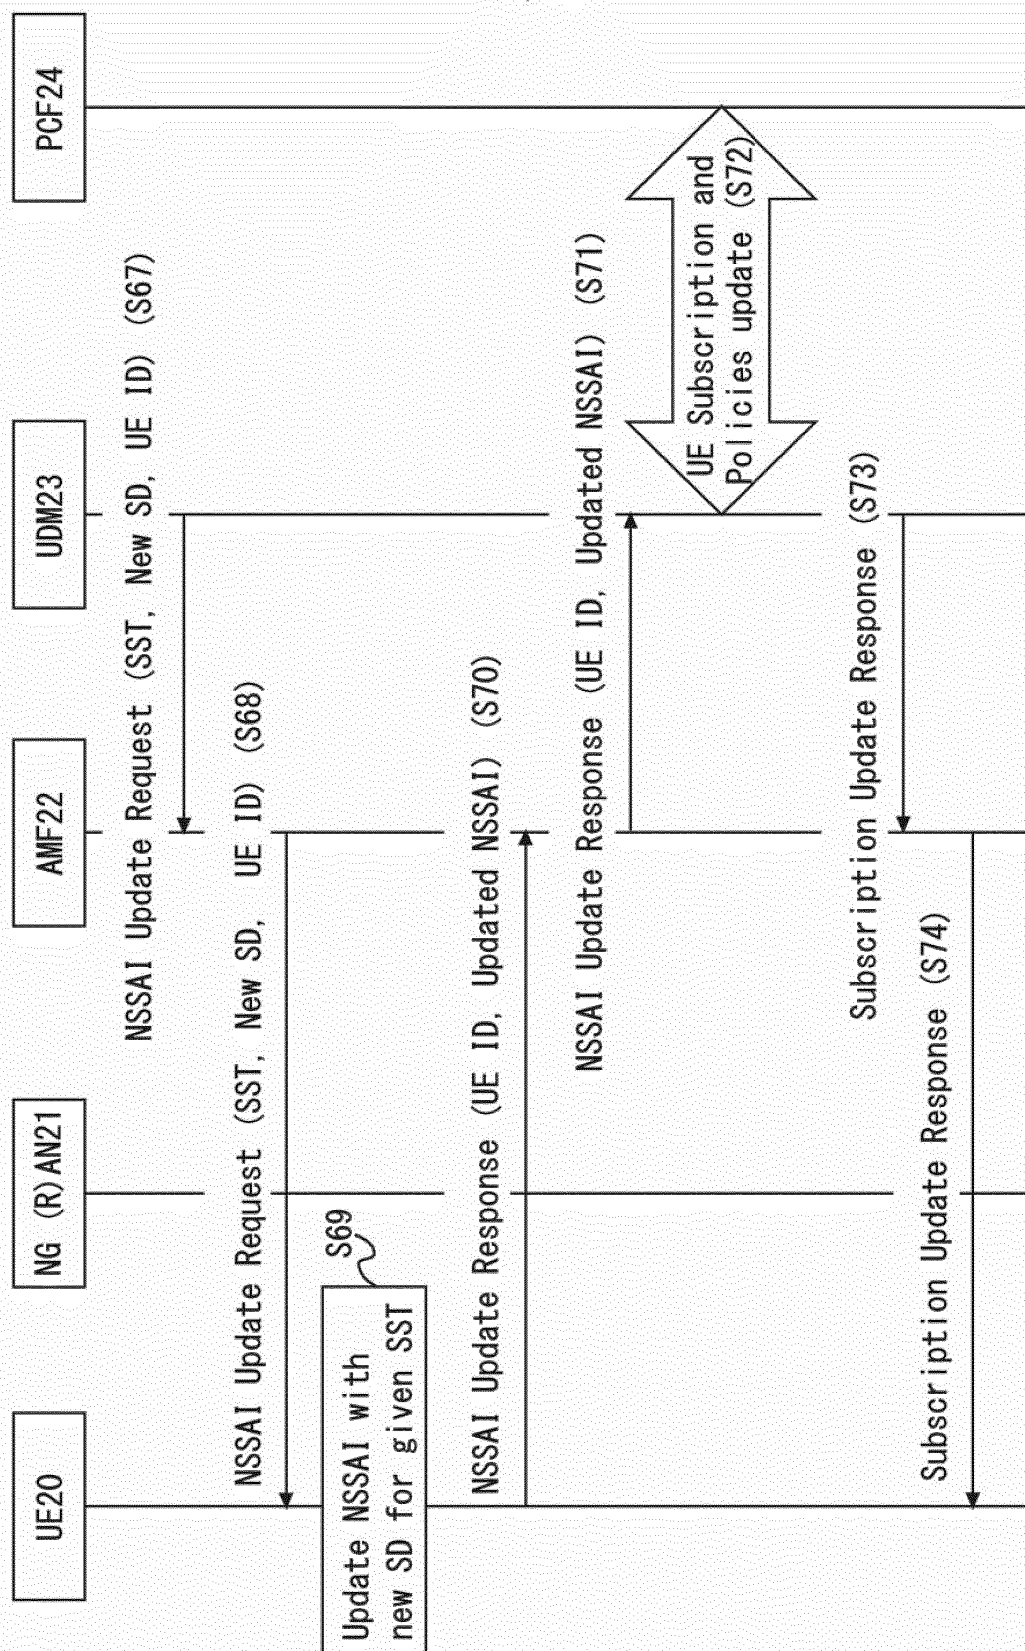 UE20
NG (R)AN21
AMF22
UDM23
PCF24
NSSAI Update Request (SST, New SD, UE ID) (S67)
NSSAI Update Request (SST, New SD, UE ID) (S68)
Update NSSAI with
new SD for given SST
S69
NSSAI Update Response (UE ID, Updated NSSAI) (S70)
NSSAI Update Response (UE ID, Updated NSSAI) (S71)
UE Subscription and
Policies update (S72)
Subscription Update Response (S73)
Subscription Update Response (S74)